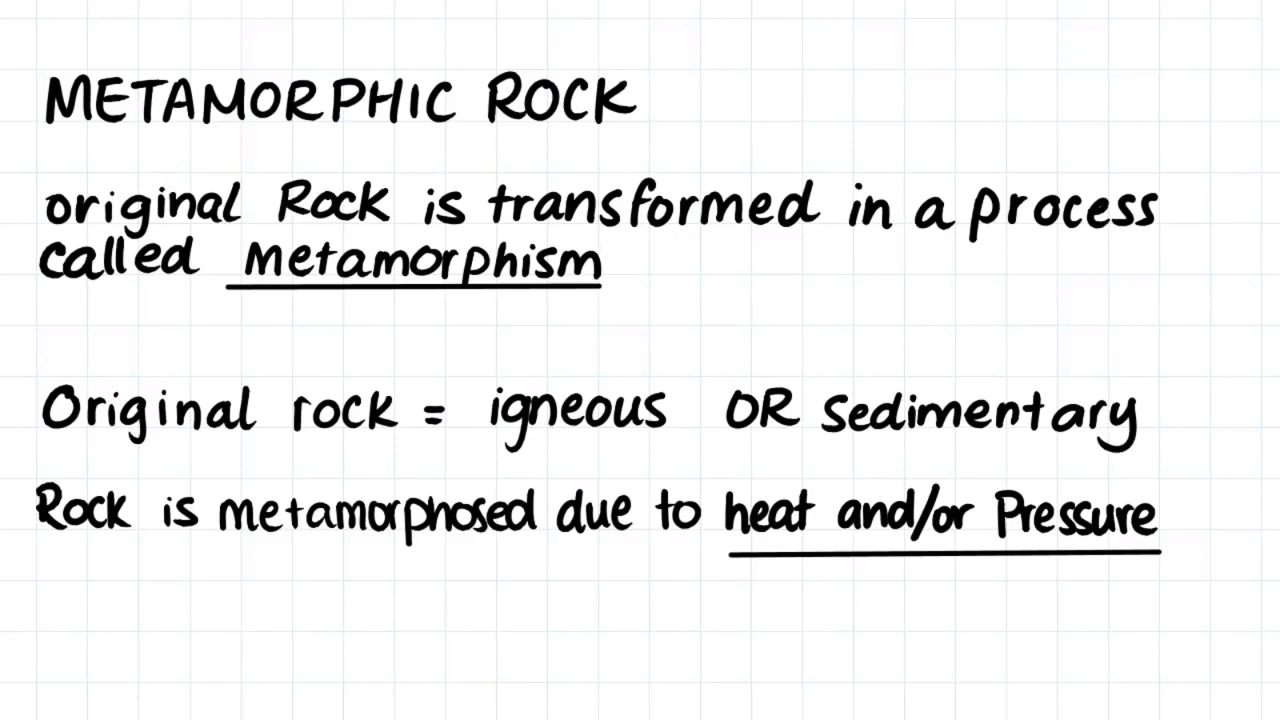 METAMORPHIC ROCK
original Rock is transformed in a process
called metamorphism
Original rock = igneous OR sedimentary
Rock is metamorphosed due to heat and/or Pressure